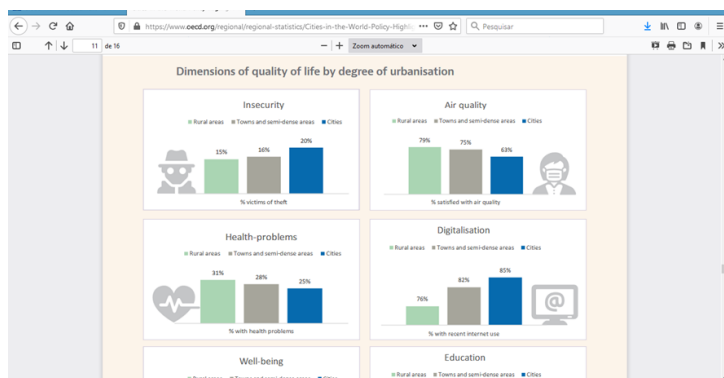 https://www.oecd.org/regional/regional-statistics/Cities-in-the-World-Policy-Highli
Pesquisar
11 de 16
Zoom automático
Dimensions of quality of life by degree of urbanisation
Insecurity
Rural areas Towns and semi-dense areas Cities
15% 16% 20%
% victims of theft
Air quality
Rural areas Towns and semi-dense areas Cities
79% 75% 63%
% satisfied with air quality
Health-problems
Rural areas Towns and semi-dense areas Cities
31% 28% 25%
% with health problems
Digitalisation
Rural areas Towns and semi-dense areas Cities
76% 82% 85%
@
% with recent internet use
Well-being
Education
Rural areas Towns and semi-dense areas Cities